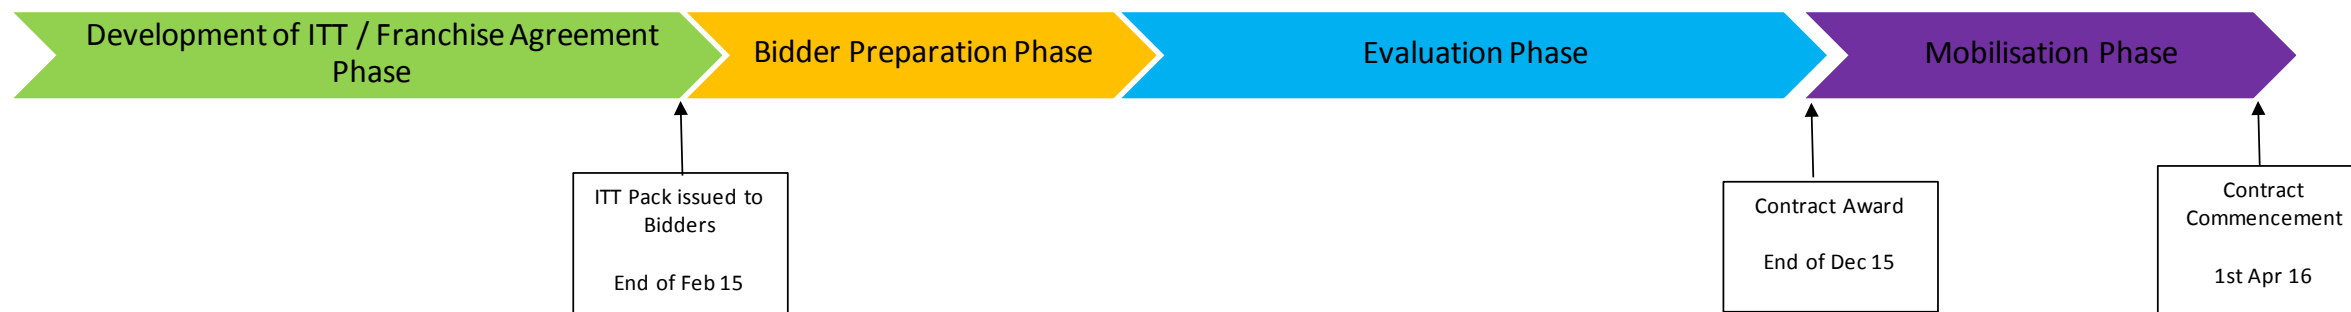 Development of ITT / Franchise Agreement
Phase
Bidder Preparation Phase
Evaluation Phase
Mobilisation Phase
ITT Pack issued to
Bidders
End of Feb 15
Contract Award
End of Dec 15
Contract
Commencement
1st Apr 16